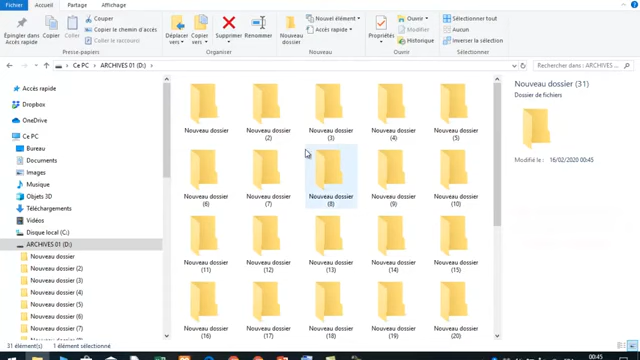 Fichier
Accueil
Partage
Affichage
Épingler dans Accès rapide
Copier
Coller
Couper
Copier le chemin d'accès
Coller le raccourci
Presse-papiers
Déplacer vers
Copier vers
Supprimer
Renommer
Organiser
Nouveau dossier
Nouvel élément
Accès rapide
Nouveau
Propriétés
Ouvrir
Modifier
Historique
Ouvrir
Sélectionner tout
Aucun
Inverser la sélection
Sélectionner
Ce PC > ARCHIVES 01 (D:) >
Rechercher dans : ARCHIVES ...
Accès rapide
Dropbox
OneDrive
Ce PC
Bureau
Documents
Images
Musique
Objets 3D
Téléchargements
Vidéos
Disque local (C:)
ARCHIVES 01 (D:)
Nouveau dossier
Nouveau dossier (2)
Nouveau dossier (3)
Nouveau dossier (4)
Nouveau dossier (5)
Nouveau dossier (6)
Nouveau dossier (7)
Nouveau dossier (8)
Nouveau dossier
Nouveau dossier (2)
Nouveau dossier (3)
Nouveau dossier (4)
Nouveau dossier (5)
Nouveau dossier (6)
Nouveau dossier (7)
Nouveau dossier (8)
Nouveau dossier (9)
Nouveau dossier (10)
Nouveau dossier (11)
Nouveau dossier (12)
Nouveau dossier (13)
Nouveau dossier (14)
Nouveau dossier (15)
Nouveau dossier (16)
Nouveau dossier (17)
Nouveau dossier (18)
Nouveau dossier (19)
Nouveau dossier (20)
Nouveau dossier (31)
Dossier de fichiers
Modifié le : 16/02/2020 00:45
31 élément(s)
1 élément sélectionné
00:45